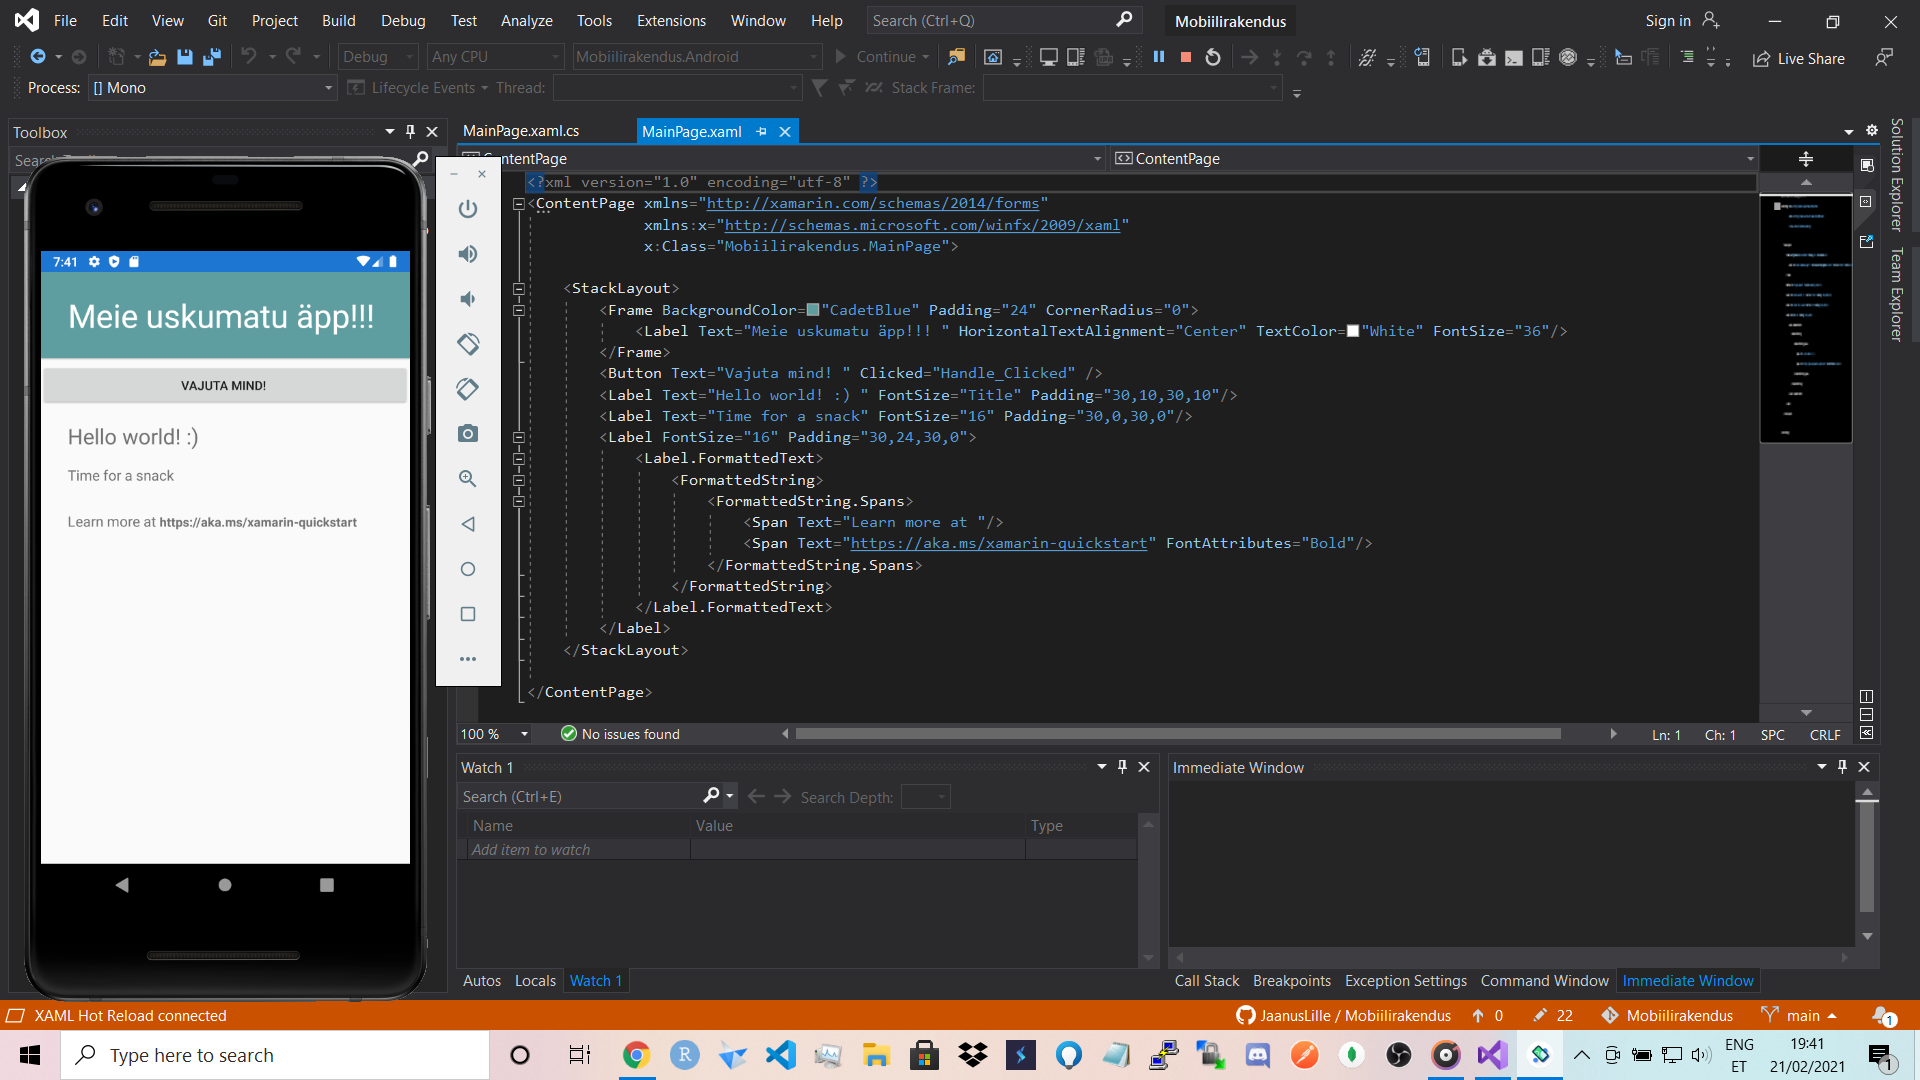 File Edit View Git Project Build Debug Test Analyze Tools Extensions Window Help Search (Ctrl+Q) Mobiilirakendus Sign in
Debug Any CPU Mobiilirakendus.Android Continue Live Share
Process: [] Mono Lifecycle Events Thread: Stack Frame:
Toolbox
MainPage.xaml.cs MainPage.xaml
ContentPage ContentPage
Solution Explorer
Team Explorer
<?xml version="1.0" encoding="utf-8" ?>
<ContentPage xmlns="http://xamarin.com/schemas/2014/forms"
xmlns:x="http://schemas.microsoft.com/winfx/2009/xaml"
x:Class="Mobiilirakendus.MainPage">
<StackLayout>
<Frame BackgroundColor="CadetBlue" Padding="24" CornerRadius="0">
<Label Text="Meie uskumatu äpp!!! " HorizontalTextAlignment="Center" TextColor="White" FontSize="36"/>
</Frame>
<Button Text="Vajuta mind! " Clicked="Handle_Clicked" />
<Label Text="Hello world! :) " FontSize="Title" Padding="30,10,30,10"/>
<Label Text="Time for a snack" FontSize="16" Padding="30,0,30,0"/>
<Label FontSize="16" Padding="30,24,30,0">
<Label.FormattedText>
<FormattedString>
<FormattedString.Spans>
<Span Text="Learn more at "/>
<Span Text="https://aka.ms/xamarin-quickstart" FontAttributes="Bold"/>
</FormattedString.Spans>
</FormattedString>
</Label.FormattedText>
</Label>
</StackLayout>
</ContentPage>
7:41
Meie uskumatu äpp!!!
VAJUTA MIND!
Hello world! :)
Time for a snack
Learn more at https://aka.ms/xamarin-quickstart
100 % No issues found Ln: 1 Ch: 1 SPC CRLF
Watch 1
Search (Ctrl+E) Search Depth:
Name Value Type
Add item to watch
Autos Locals Watch 1
Immediate Window
Call Stack Breakpoints Exception Settings Command Window Immediate Window
XAML Hot Reload connected JaanusLille / Mobiilirakendus 0 22 Mobiilirakendus main 1
Type here to search ENG 19:41
ET 21/02/2021 1